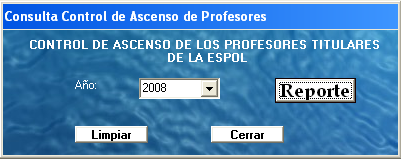 Consulta Control de Ascenso de Profesores
CONTROL DE ASCENSO DE LOS PROFESORES TITULARES
DE LA ESPOL
Año: 2008 Reporte
Limpiar Cerrar